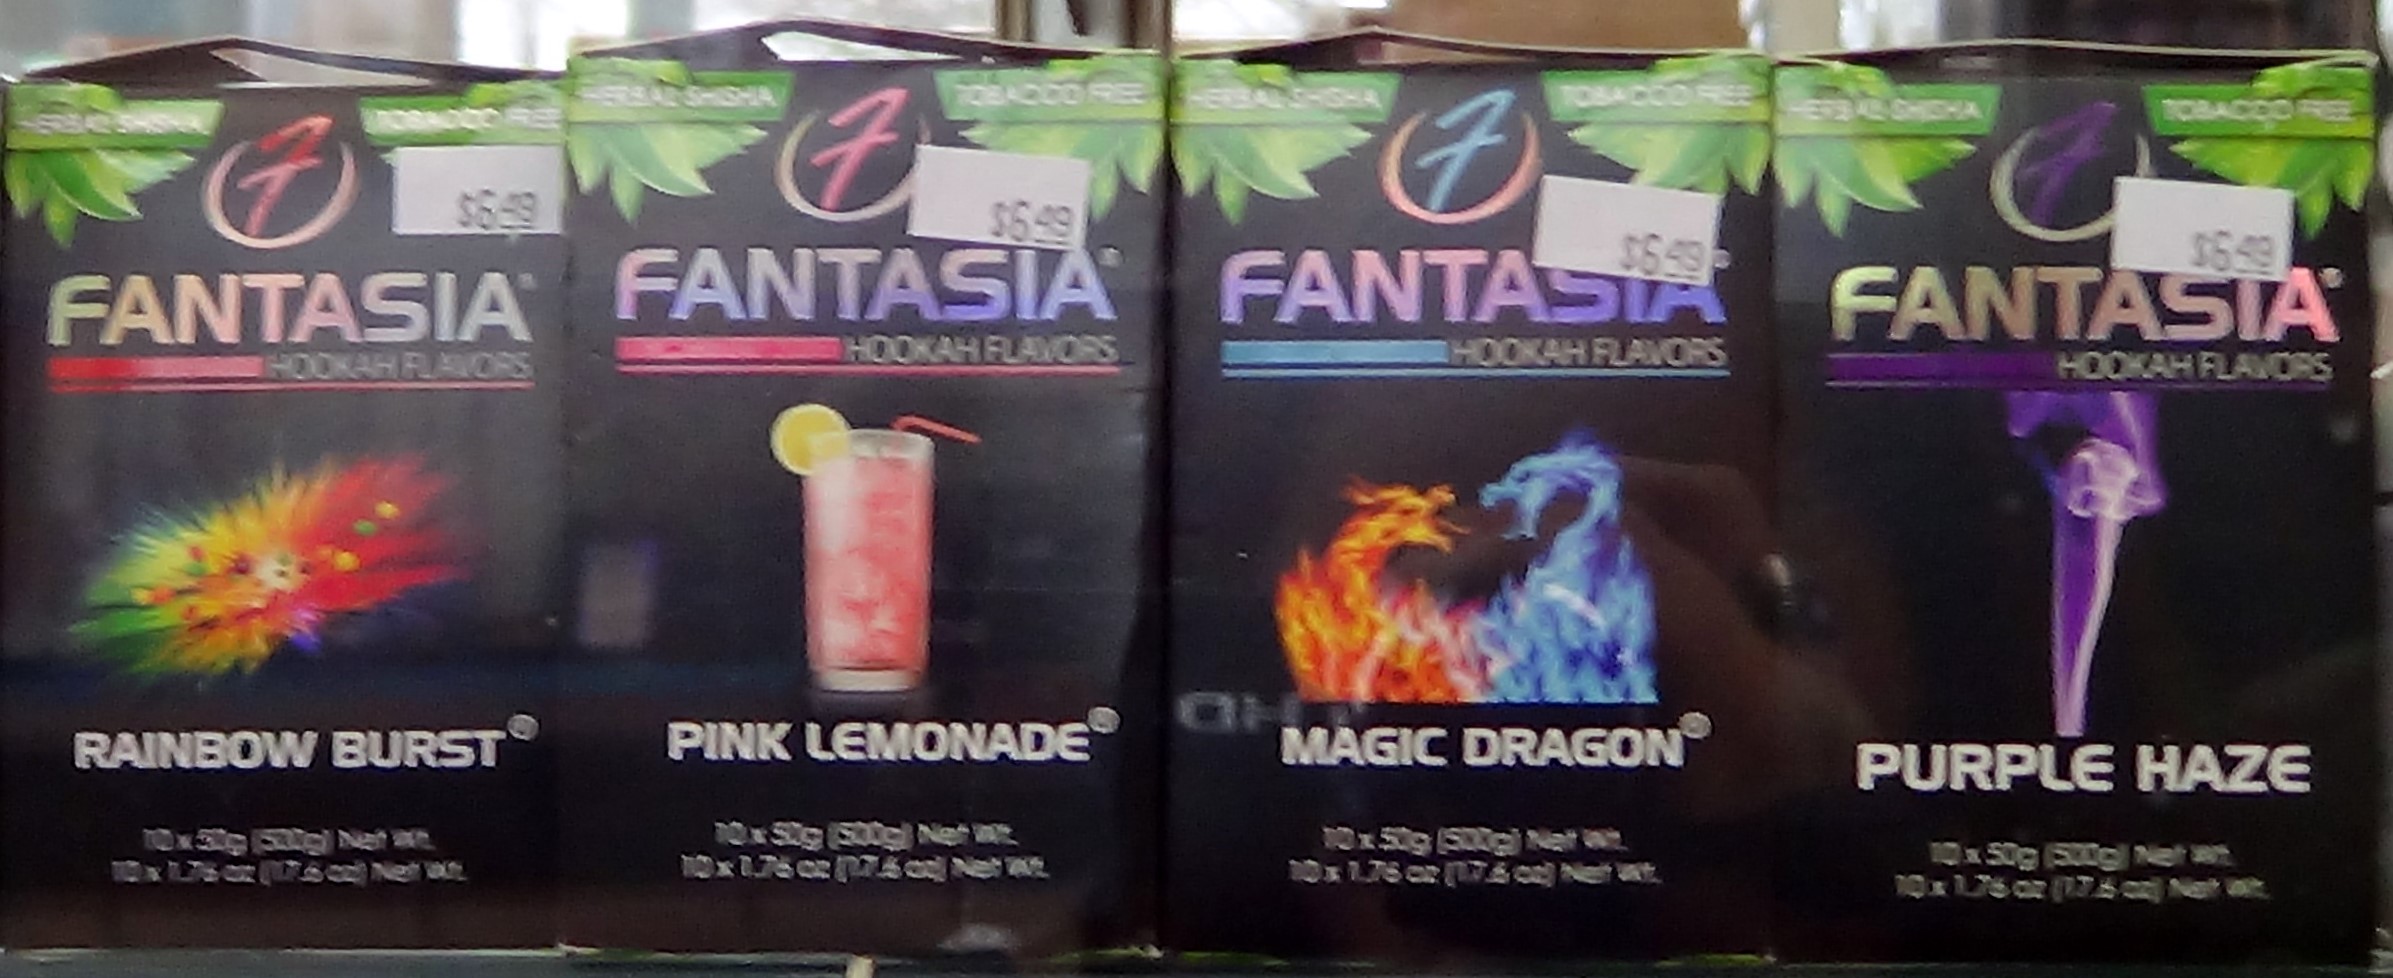 HERBAL SHISHA
TOBACCO FREE
$6.49
FANTASIA
HOOKAH FLAVORS
RAINBOW BURST®
10 x 50g (500g) Net Wt.
10 x 1.76 oz (17.6 oz) Net Wt.
HERBAL SHISHA
TOBACCO FREE
$6.49
FANTASIA®
HOOKAH FLAVORS
PINK LEMONADE®
10 x 50g (500g) Net Wt.
10 x 1.76 oz (17.6 oz) Net Wt.
HERBAL SHISHA
TOBACCO FREE
$6.49
FANTASIA
HOOKAH FLAVORS
MAGIC DRAGON®
10 x 50g (500g) Net Wt.
10 x 1.76 oz (17.6 oz) Net Wt.
HERBAL SHISHA
TOBACCO FREE
$6.49
FANTASIA®
HOOKAH FLAVORS
PURPLE HAZE
10 x 50g (500g) Net Wt.
10 x 1.76 oz (17.6 oz) Net Wt.